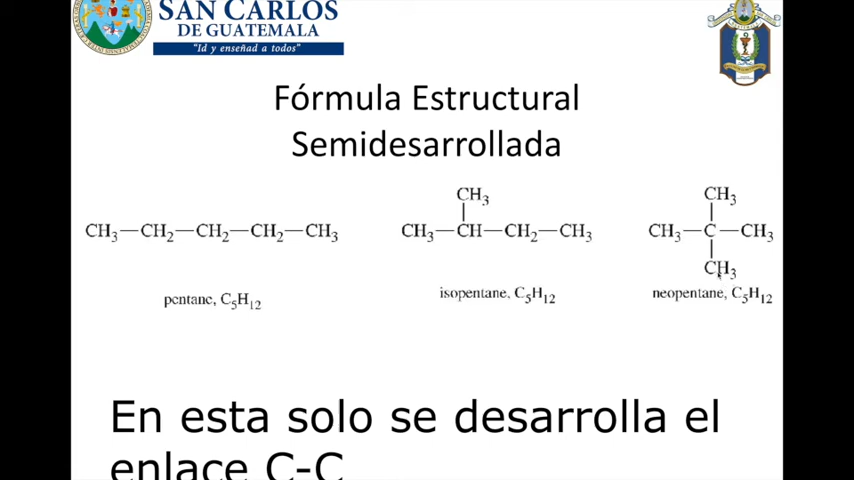 SAN CARLOS
DE GUATEMALA
"Id y enseñad a todos"
Fórmula Estructural
Semidesarrollada
CH3—CH2—CH2—CH2—CH3
pentane, C5H12
CH3
CH3—CH—CH2—CH3
isopentane, C5H12
CH3
CH3—C—CH3
CH3
neopentane, C5H12
En esta solo se desarrolla el
enlace C-C